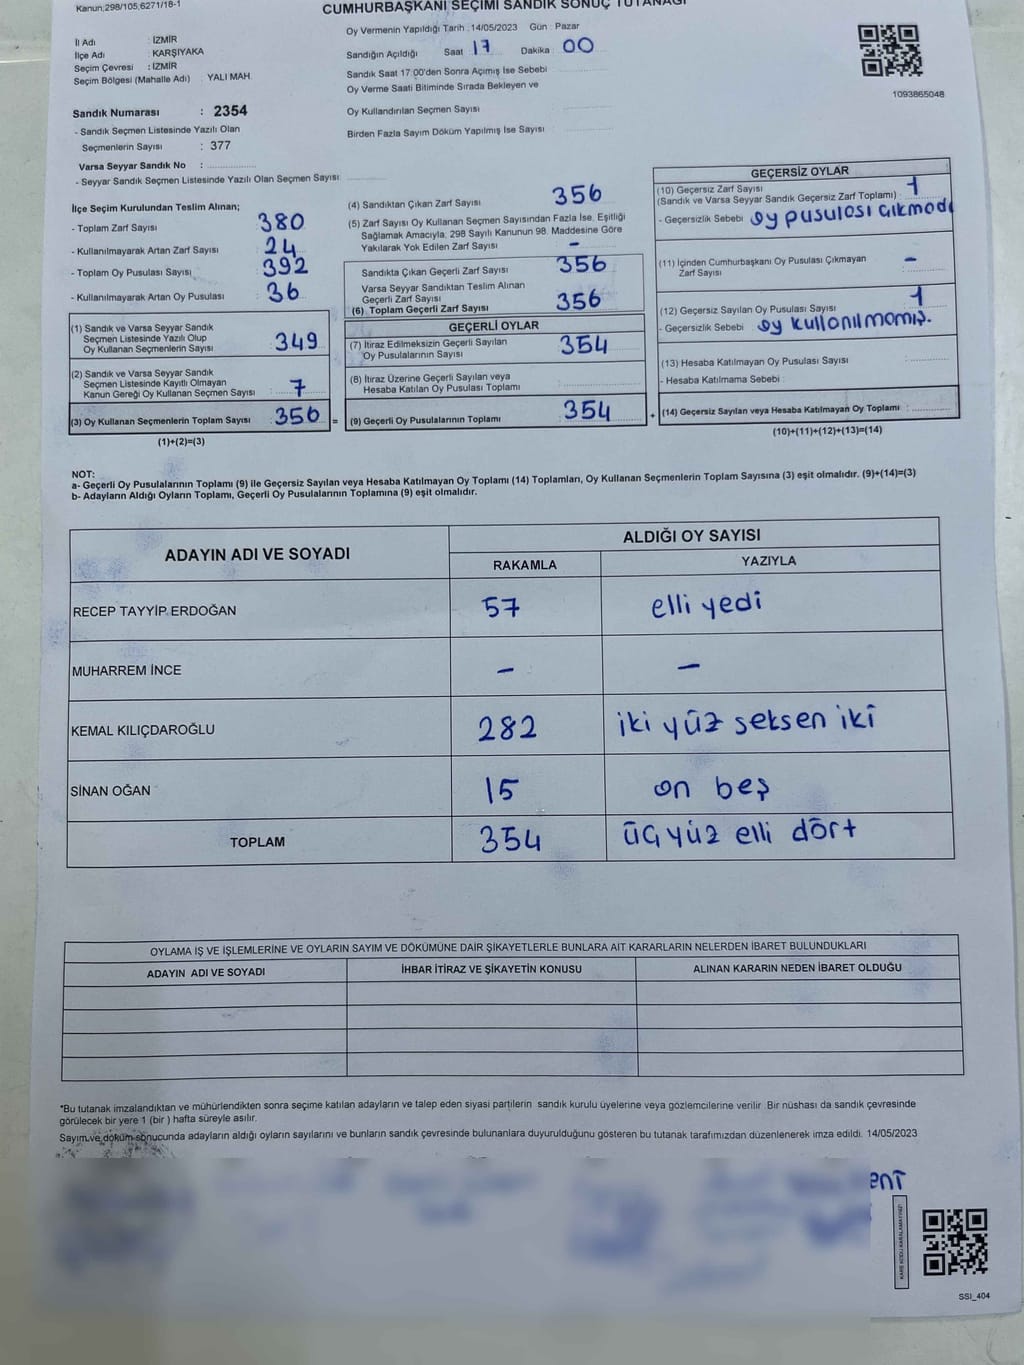 Kanun;298/105;6271/18-1
CUMHURBAŞKANI SEÇİMİ SANDIK SONUÇ TUTANAĞI
İl Adı : İZMİR
İlçe Adı : KARŞIYAKA
Seçim Çevresi : İZMİR
Seçim Bölgesi (Mahalle Adı) YALI MAH.
Sandık Numarası : 2354
- Sandık Seçmen Listesinde Yazılı Olan
Seçmenlerin Sayısı : 377
Varsa Seyyar Sandık No :
- Seyyar Sandık Seçmen Listesinde Yazılı Olan Seçmen Sayısı:
Oy Vermenin Yapıldığı Tarih : 14/05/2023 Gün : Pazar
Sandığın Açıldığı Saat 17 Dakika : 00
Sandık Saat 17:00'den Sonra Açılmış İse Sebebi
Oy Verme Saati Bitiminde Sırada Bekleyen ve
Oy Kullandırılan Seçmen Sayısı
Birden Fazla Sayım Döküm Yapılmış İse Sayısı :
1093865048
İlçe Seçim Kurulundan Teslim Alınan;
- Toplam Zarf Sayısı : 380
- Kullanılmayarak Artan Zarf Sayısı : 24
- Toplam Oy Pusulası Sayısı : 392
- Kullanılmayarak Artan Oy Pusulası : 36
(1) Sandık ve Varsa Seyyar Sandık
Seçmen Listesinde Yazılı Olup
Oy Kullanan Seçmenlerin Sayısı : 349
(2) Sandık ve Varsa Seyyar Sandık
Seçmen Listesinde Kayıtlı Olmayan
Kanun Gereği Oy Kullanan Seçmen Sayısı : 7
(3) Oy Kullanan Seçmenlerin Toplam Sayısı : 356
(1)+(2)=(3)
=
(4) Sandıktan Çıkan Zarf Sayısı : 356
(5) Zarf Sayısı Oy Kullanan Seçmen Sayısından Fazla İse, Eşitliği
Sağlamak Amacıyla, 298 Sayılı Kanunun 98. Maddesine Göre
Yakılarak Yok Edilen Zarf Sayısı : -
Sandıkta Çıkan Geçerli Zarf Sayısı : 356
Varsa Seyyar Sandıktan Teslim Alınan
Geçerli Zarf Sayısı
(6) Toplam Geçerli Zarf Sayısı : 356
GEÇERLİ OYLAR
(7) İtiraz Edilmeksizin Geçerli Sayılan
Oy Pusulalarının Sayısı : 354
(8) İtiraz Üzerine Geçerli Sayılan veya
Hesaba Katılan Oy Pusulası Toplamı
(9) Geçerli Oy Pusulalarının Toplamı : 354
+
GEÇERSİZ OYLAR
(10) Geçersiz Zarf Sayısı : 1
(Sandık ve Varsa Seyyar Sandık Geçersiz Zarf Toplamı)
- Geçersizlik Sebebi : oy pusulası çıkmadı
(11) İçinden Cumhurbaşkanı Oy Pusulası Çıkmayan
Zarf Sayısı : -
(12) Geçersiz Sayılan Oy Pusulası Sayısı : 1
- Geçersizlik Sebebi : oy kullanılmamış.
(13) Hesaba Katılmayan Oy Pusulası Sayısı :
- Hesaba Katılmama Sebebi :
(14) Geçersiz Sayılan veya Hesaba Katılmayan Oy Toplamı :
(10)+(11)+(12)+(13)=(14)
NOT:
a- Geçerli Oy Pusulalarının Toplamı (9) ile Geçersiz Sayılan veya Hesaba Katılmayan Oy Toplamı (14) Toplamları, Oy Kullanan Seçmenlerin Toplam Sayısına (3) eşit olmalıdır. (9)+(14)=(3)
b- Adayların Aldığı Oyların Toplamı, Geçerli Oy Pusulalarının Toplamına (9) eşit olmalıdır.
ADAYIN ADI VE SOYADI ALDIĞI OY SAYISI
RAKAMLA YAZIYLA
RECEP TAYYİP ERDOĞAN 57 elli yedi
MUHARREM İNCE - -
KEMAL KILIÇDAROĞLU 282 iki yüz seksen iki
SİNAN OĞAN 15 on beş
TOPLAM 354 üç yüz elli dört
OYLAMA İŞ VE İŞLEMLERİNE VE OYLARIN SAYIM VE DÖKÜMÜNE DAİR ŞİKAYETLERLE BUNLARA AİT KARARLARIN NELERDEN İBARET BULUNDUKLARI
ADAYIN ADI VE SOYADI İHBAR İTİRAZ VE ŞİKAYETİN KONUSU ALINAN KARARIN NEDEN İBARET OLDUĞU
*Bu tutanak imzalandıktan ve mühürlendikten sonra seçime katılan adayların ve talep eden siyasi partilerin sandık kurulu üyelerine veya gözlemcilerine verilir. Bir nüshası da sandık çevresinde
görülecek bir yere 1 (bir ) hafta süreyle asılır.
Sayım ve döküm sonucunda adayların aldığı oyların sayılarını ve bunların sandık çevresinde bulunanlara duyurulduğunu gösteren bu tutanak tarafımızdan düzenlenerek imza edildi. 14/05/2023
KARE KODU KARALAMAYINIZ!
SSI_404